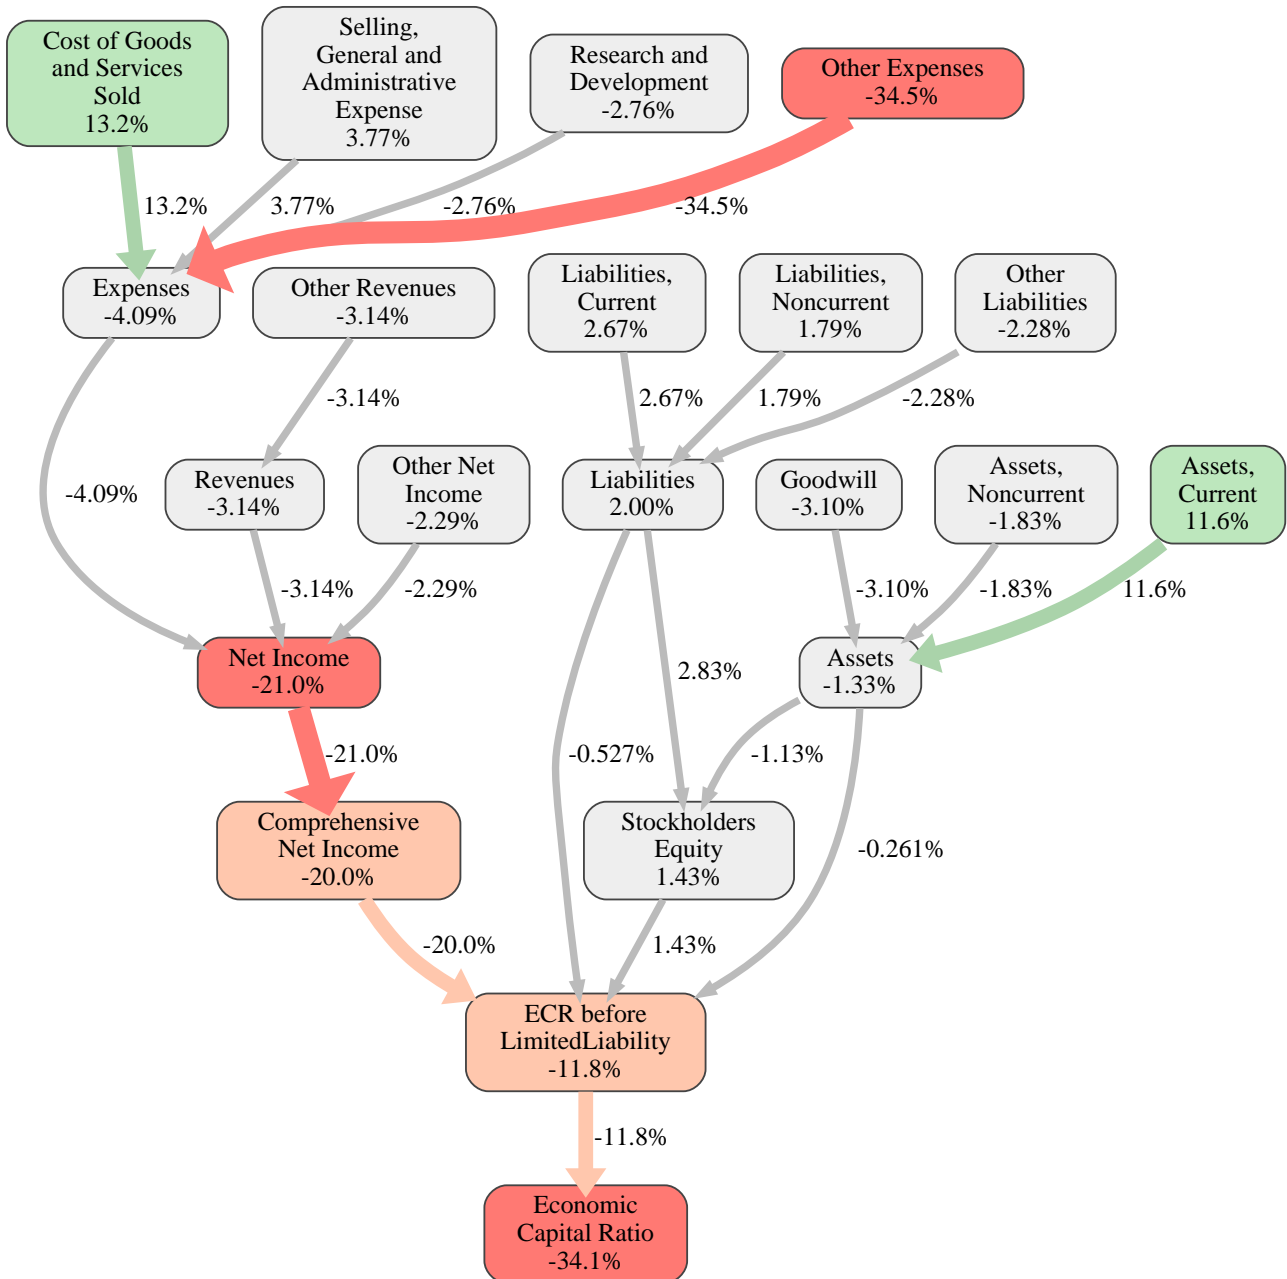 Cost of Goods
and Services
Sold
13.2%
Selling,
General and
Administrative
Expense
3.77%
Research and
Development
-2.76%
Other Expenses
-34.5%
13.2%
3.77%
-2.76%
-34.5%
Expenses
-4.09%
Other Revenues
-3.14%
Liabilities,
Current
2.67%
Liabilities,
Noncurrent
1.79%
Other
Liabilities
-2.28%
-3.14%
2.67%
1.79%
-2.28%
-4.09%
Revenues
-3.14%
Other Net
Income
-2.29%
Liabilities
2.00%
Goodwill
-3.10%
Assets,
Noncurrent
-1.83%
Assets,
Current
11.6%
-3.14%
-2.29%
-3.10%
-1.83%
11.6%
Net Income
-21.0%
2.83%
Assets
-1.33%
-21.0%
-0.527%
-1.13%
Comprehensive
Net Income
-20.0%
Stockholders
Equity
1.43%
-0.261%
-20.0%
1.43%
ECR before
LimitedLiability
-11.8%
-11.8%
Economic
Capital Ratio
-34.1%